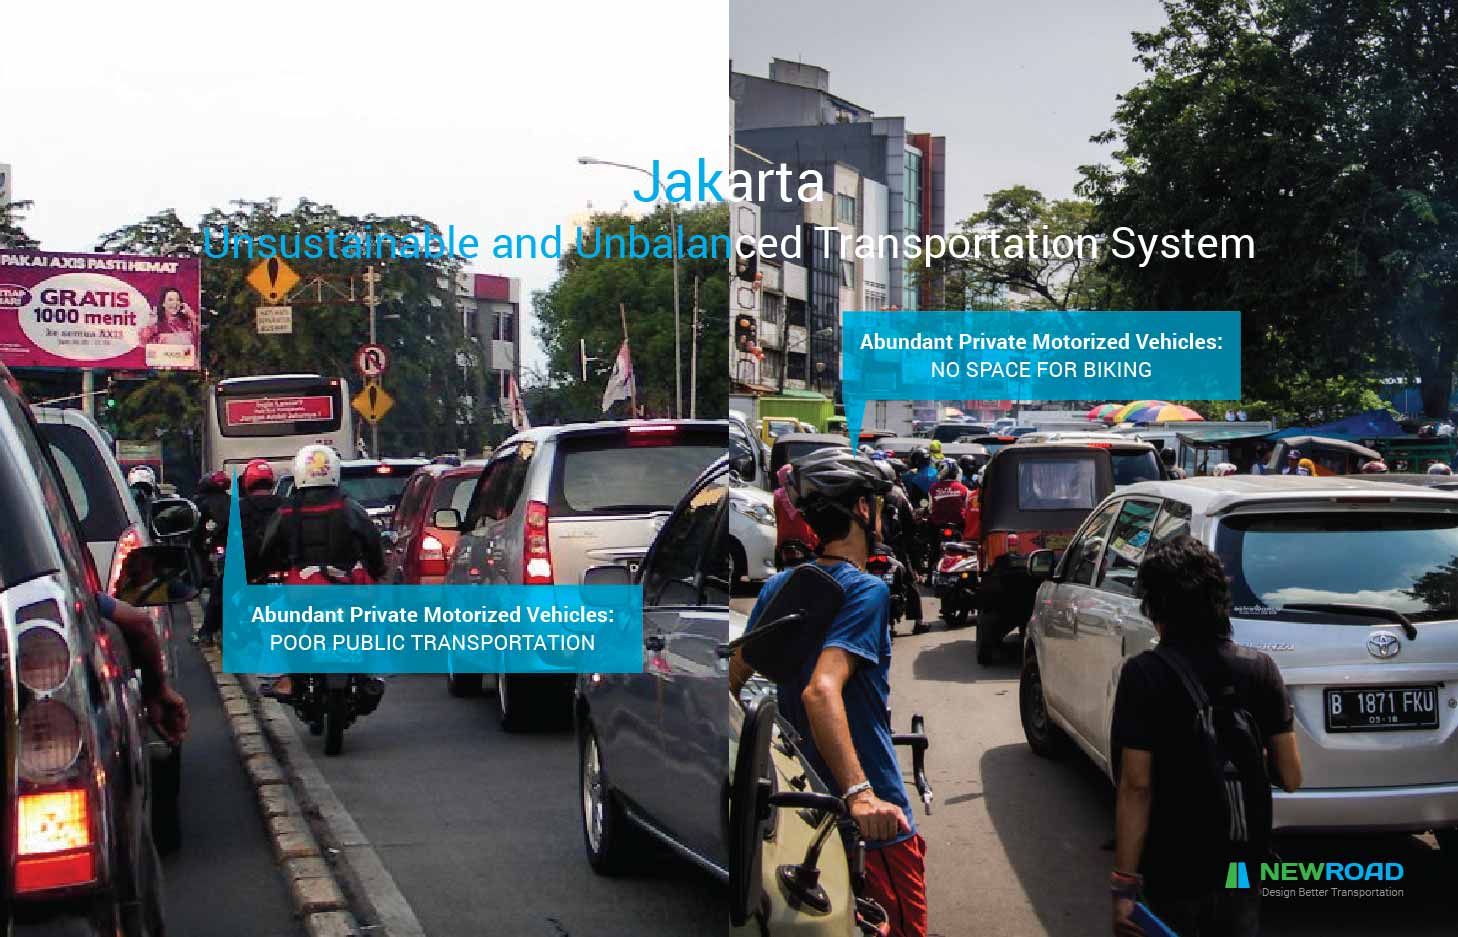 Jakarta
Unsustainable and Unbalanced Transportation System
PAKAI AXIS PASTI HEMAT
GRATIS
1000 menit
ke semua AXIS
Abundant Private Motorized Vehicles:
NO SPACE FOR BIKING
Abundant Private Motorized Vehicles:
POOR PUBLIC TRANSPORTATION
B 1871 FKU
03·18
NEWROAD
Design Better Transportation